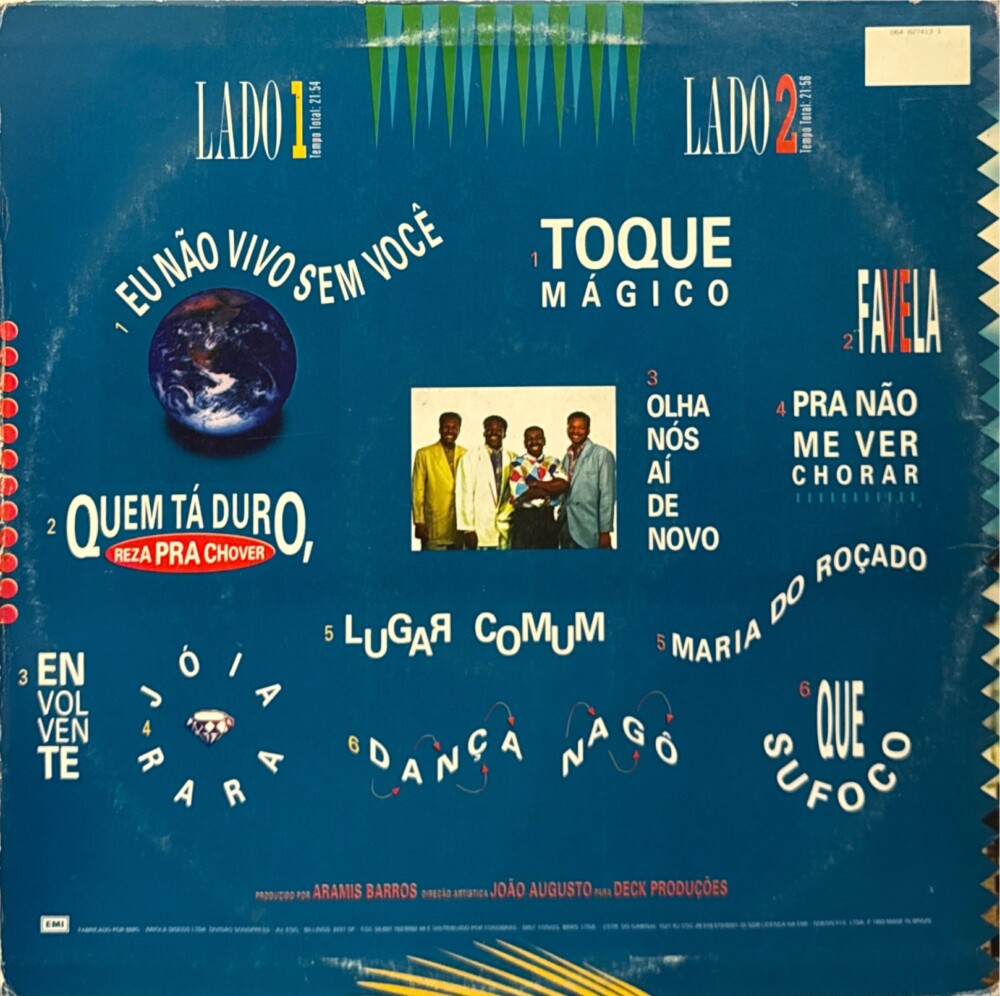 064 827413 1
LADO 1
Tempo Total: 21:54
LADO 2
Tempo Total: 21:56
1 EU NÃO VIVO SEM VOCÊ
2 QUEM TÁ DURO,
REZA PRA CHOVER
3 EN
VOL
VEN
TE
4 JÓIA
RARA
5 LUGAR COMUM
6 DANÇA NAGÔ
1 TOQUE
MÁGICO
2 FAVELA
3
OLHA
NÓS
AÍ
DE
NOVO
4 PRA NÃO
ME VER
CHORAR
5 MARIA DO ROÇADO
6 QUE
SUFOCO
PRODUZIDO POR ARAMIS BARROS DIREÇÃO ARTÍSTICA JOÃO AUGUSTO PARA DECK PRODUÇÕES
EMI